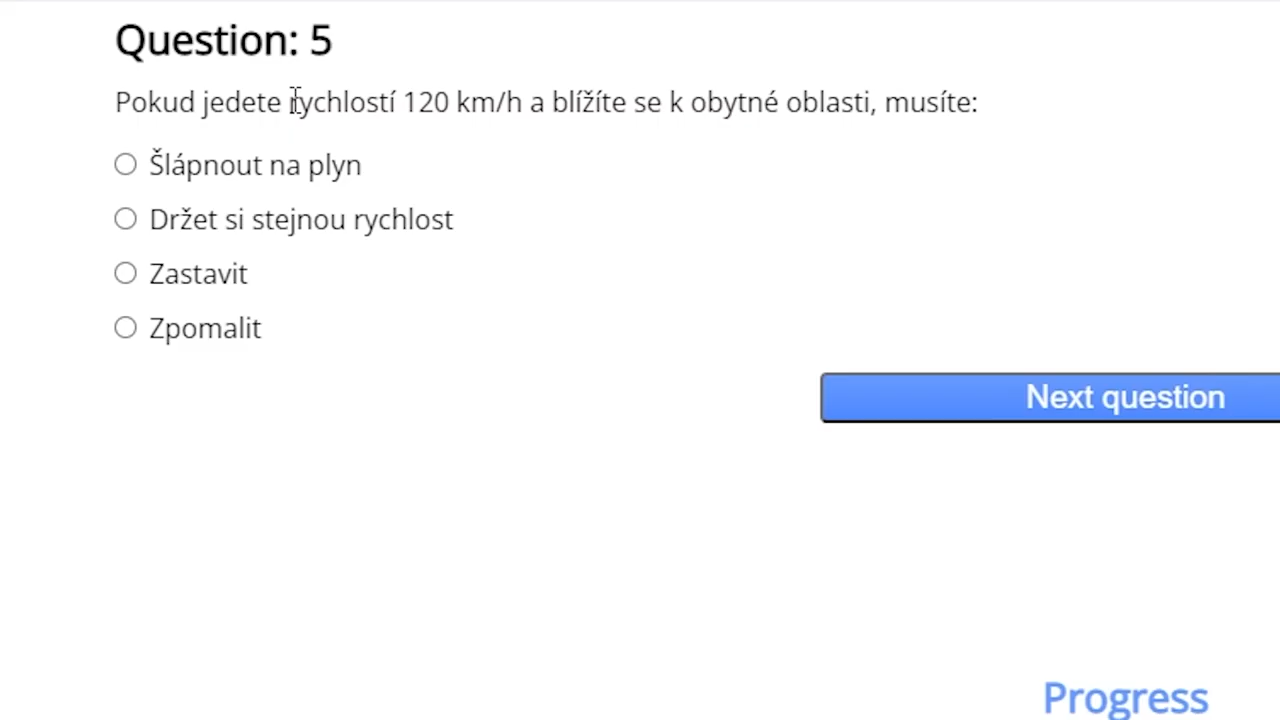 Question: 5
Pokud jedete rychlostí 120 km/h a blížíte se k obytné oblasti, musíte:
Šlápnout na plyn
Držet si stejnou rychlost
Zastavit
Zpomalit
Next question
Progress